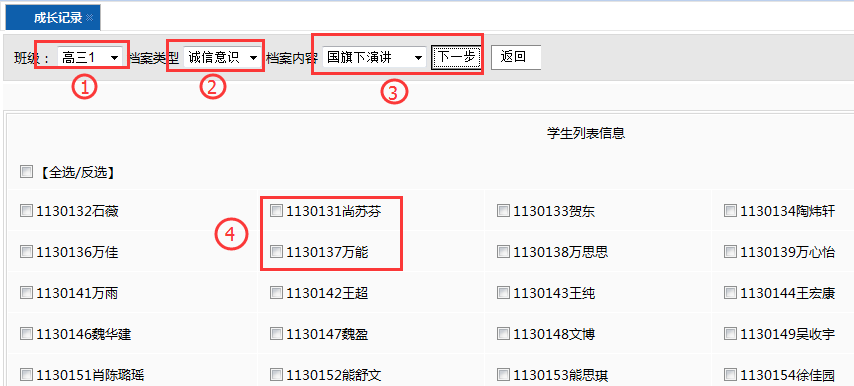 成长记录
班级： 高三1 档案类型 诚信意识 档案内容 国旗下演讲 下一步 返回
① ② ③
学生列表信息
【全选/反选】
1130132石薇 1130131尚苏芬 1130133贺东 1130134陶炜轩
④
1130136万佳 1130137万能 1130138万思思 1130139万心怡
1130141万雨 1130142王超 1130143王纯 1130144王宏康
1130146魏华建 1130147魏盈 1130148文博 1130149吴收宇
1130151肖陈璐瑶 1130152熊舒文 1130153熊思琪 1130154徐佳园